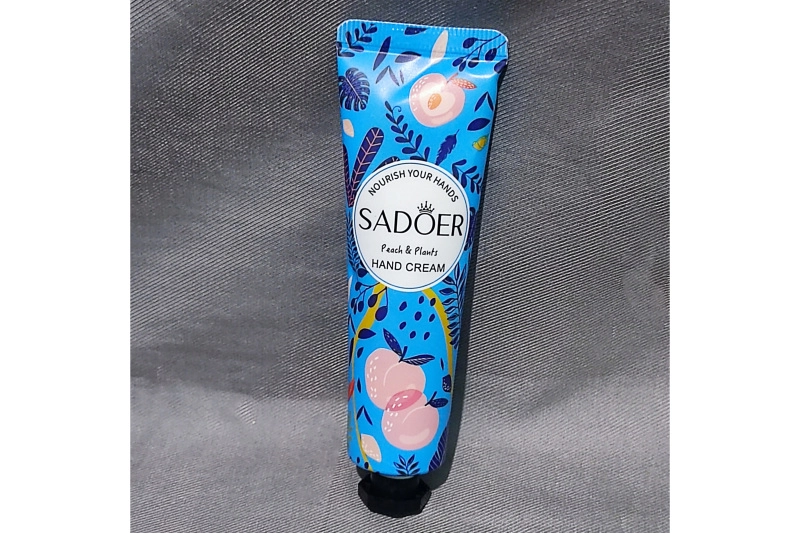 NOURISH YOUR HANDS
SADOER
Peach & Plants
HAND CREAM